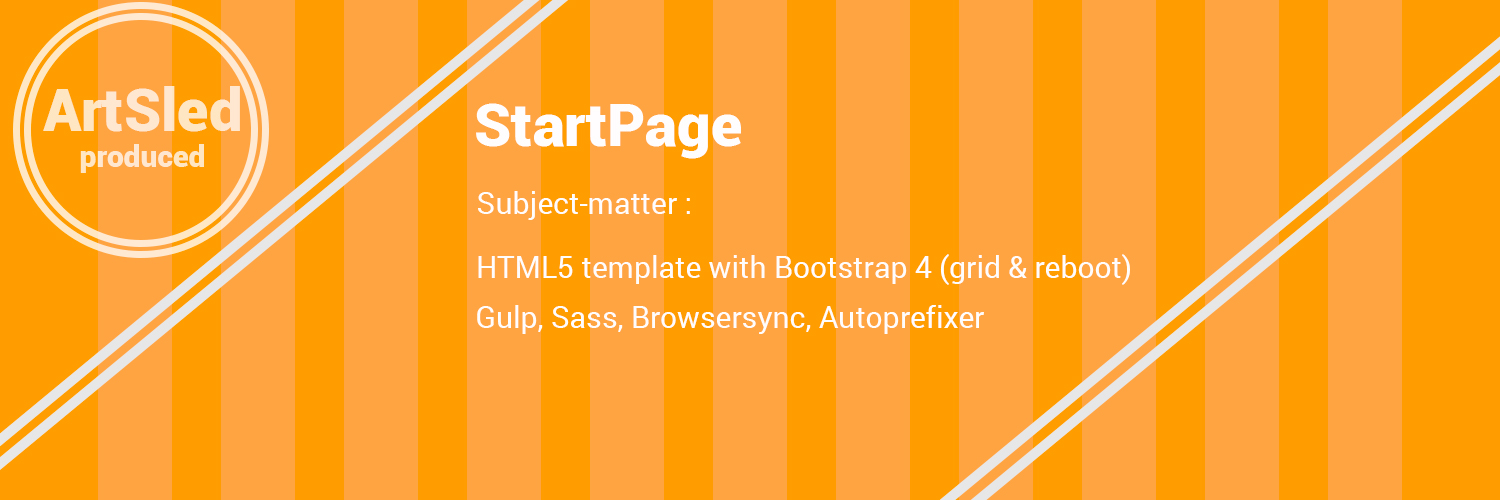 ArtSled
produced
StartPage
Subject-matter :
HTML5 template with Bootstrap 4 (grid & reboot)
Gulp, Sass, Browsersync, Autoprefixer